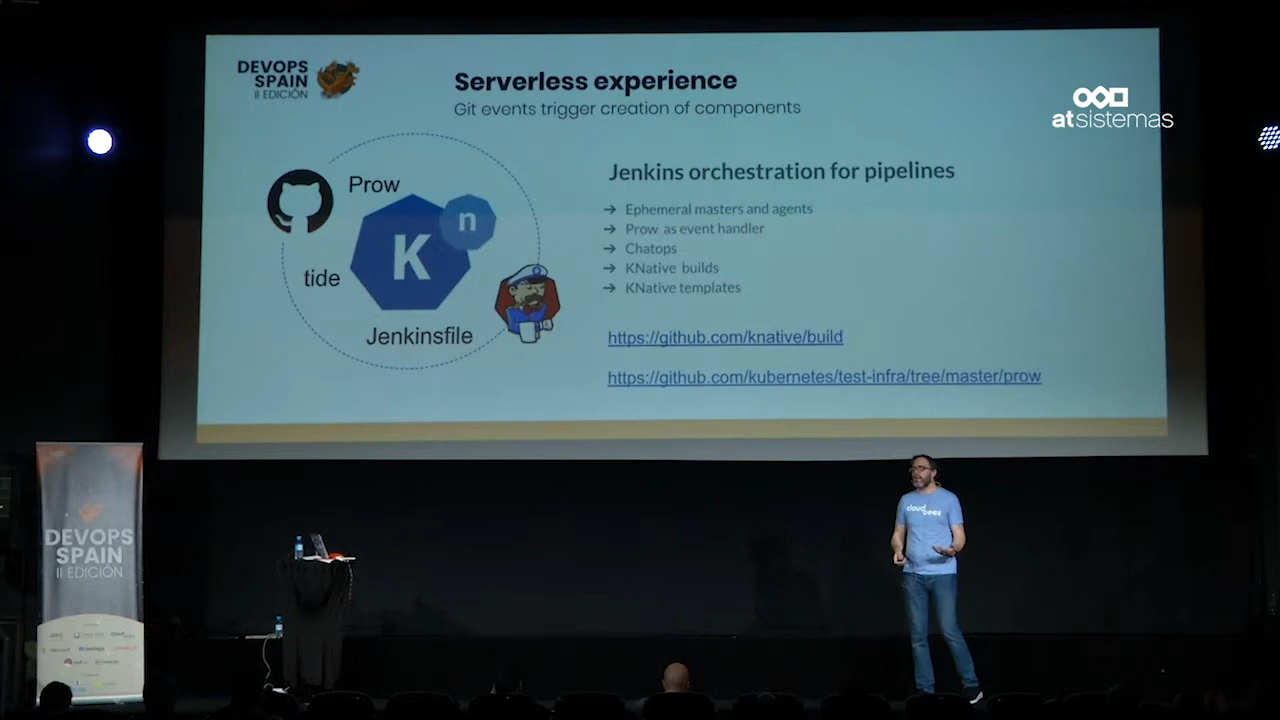 DEVOPS
SPAIN
II EDICIÓN
Serverless experience
Git events trigger creation of components
atsistemas
Prow
K
n
tide
Jenkinsfile
Jenkins orchestration for pipelines
→ Ephemeral masters and agents
→ Prow as event handler
→ Chatops
→ KNative builds
→ KNative templates
https://github.com/knative/build
https://github.com/kubernetes/test-infra/tree/master/prow
cloud
bees
DEVOPS
SPAIN
II EDICIÓN